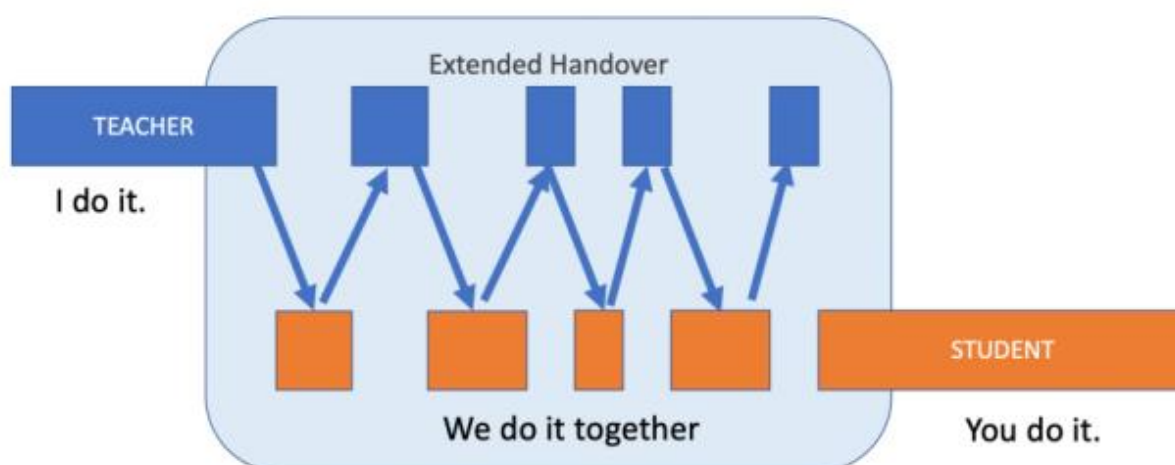 Extended Handover
TEACHER
I do it.
STUDENT
We do it together
You do it.